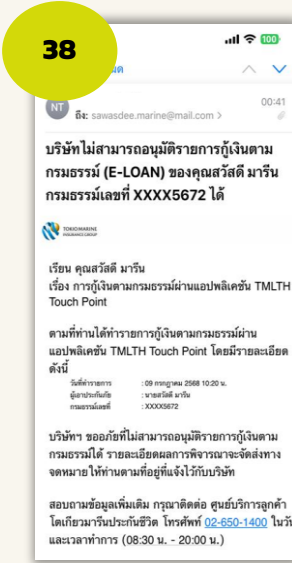 38
100
00:41
NT
ถึง: sawasdee.marine@mail.com >
บริษัทไม่สามารถอนุมัติรายการกู้เงินตาม
กรมธรรม์ (E-LOAN) ของคุณสวัสดี มารีน
กรมธรรม์เลขที่ XXXX5672 ได้
TOKIO MARINE
INSURANCE GROUP
เรียน คุณสวัสดี มารีน
เรื่อง การกู้เงินตามกรมธรรม์ผ่านแอปพลิเคชัน TMLTH
Touch Point
ตามที่ท่านได้ทำรายการกู้เงินตามกรมธรรม์ผ่าน
แอปพลิเคชัน TMLTH Touch Point โดยมีรายละเอียด
ดังนี้
วันที่ทำรายการ : 09 กรกฎาคม 2568 10:20 น.
ผู้เอาประกันภัย : นายสวัสดี มารีน
กรมธรรม์เลขที่ : XXXX5672
บริษัทฯ ขออภัยที่ไม่สามารถอนุมัติรายการกู้เงินตาม
กรมธรรม์ได้ รายละเอียดผลการพิจารณาจะจัดส่งทาง
จดหมาย ให้ท่านตามที่อยู่ที่แจ้งไว้กับบริษัท
สอบถามข้อมูลเพิ่มเติม กรุณาติดต่อ ศูนย์บริการลูกค้า
โตเกียวมารีนประกันชีวิต โทรศัพท์ 02-650-1400 ในวัน
และเวลาทำการ (08:30 น. - 20:00 น.)